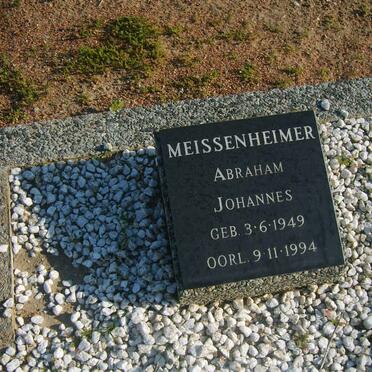 MEISSENHEIMER
ABRAHAM
JOHANNES
GEB. 3·6·1949
OORL. 9·11·1994